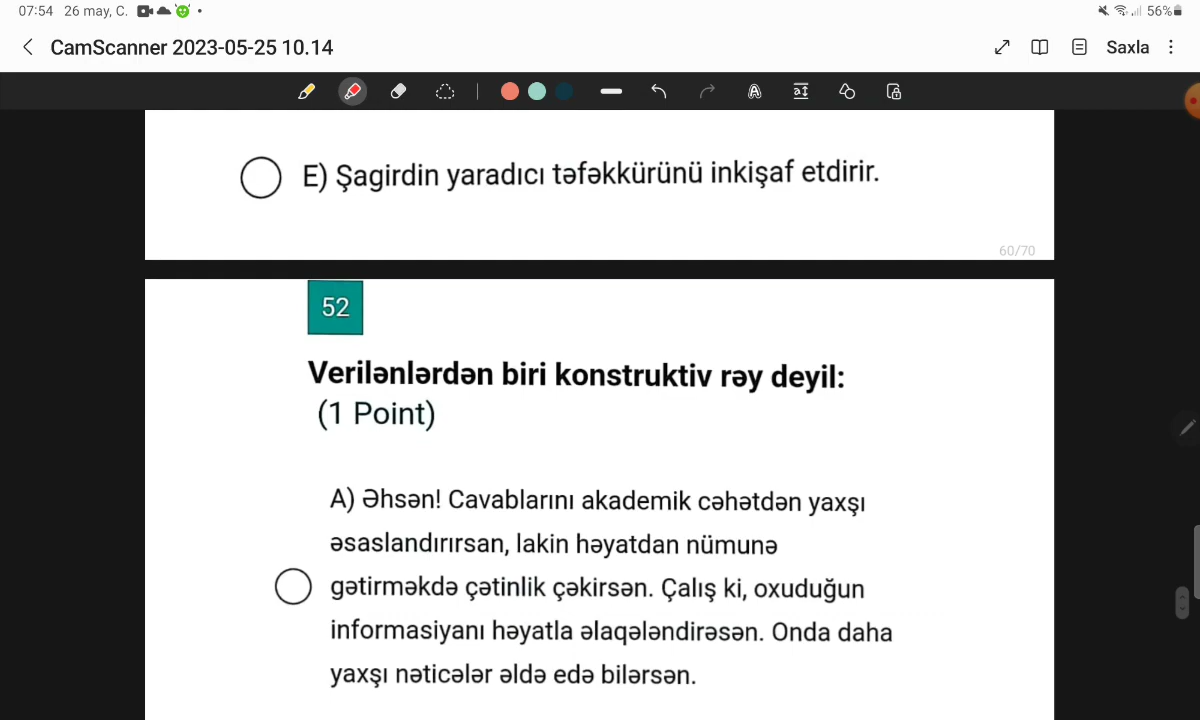 07:54 26 may, C.
56%
CamScanner 2023-05-25 10.14
Saxla
E) Şagirdin yaradıcı təfəkkürünü inkişaf etdirir.
60/70
52
Verilənlərdən biri konstruktiv rəy deyil:
(1 Point)
A) Əhsən! Cavablarını akademik cəhətdən yaxşı
əsaslandırırsan, lakin həyatdan nümunə
gətirməkdə çətinlik çəkirsən. Çalış ki, oxuduğun
informasiyanı həyatla əlaqələndirəsən. Onda daha
yaxşı nəticələr əldə edə bilərsən.